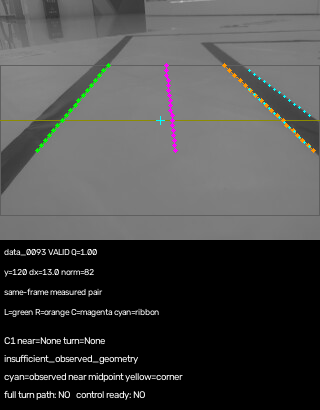 data_0093 VALID Q=1.00
y=120 dx=13.0 norm=82
same-frame measured pair
L=green R=orange C=magenta cyan=ribbon
C1 near=None turn=None
insufficient_observed_geometry
cyan=observed near midpoint yellow=corner
full turn path: NO control ready: NO